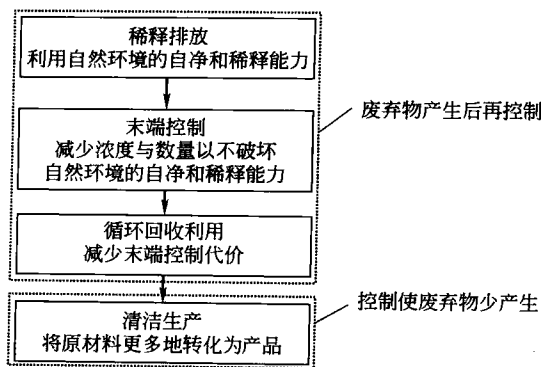 稀释排放
利用自然环境的自净和稀释能力
末端控制
减少浓度与数量以不破坏
自然环境的自净和稀释能力
废弃物产生后再控制
循环回收利用
减少末端控制代价
清洁生产
将原材料更多地转化为产品
控制使废弃物少产生